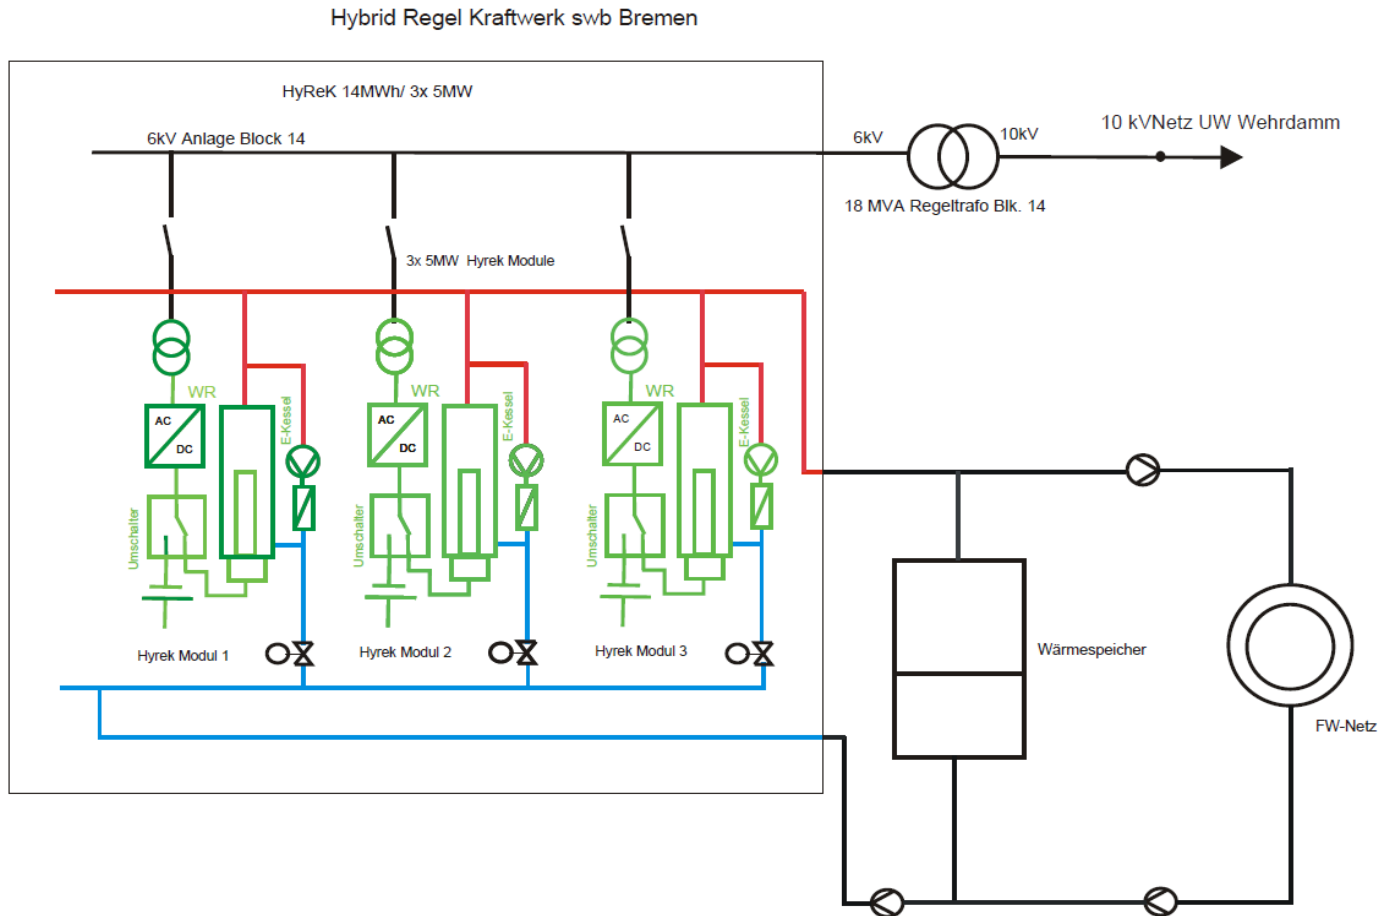 Hybrid Regel Kraftwerk swb Bremen
HyReK 14MWh/ 3x 5MW
6kV Anlage Block 14
6kV
10kV
10 kVNetz UW Wehrdamm
18 MVA Regeltrafo Blk. 14
3x 5MW Hyrek Module
WR
AC
DC
E-Kessel
Umschalter
WR
AC
DC
E-Kessel
Umschalter
WR
AC
DC
E-Kessel
Umschalter
Hyrek Modul 1
Hyrek Modul 2
Hyrek Modul 3
Wärmespeicher
FW-Netz